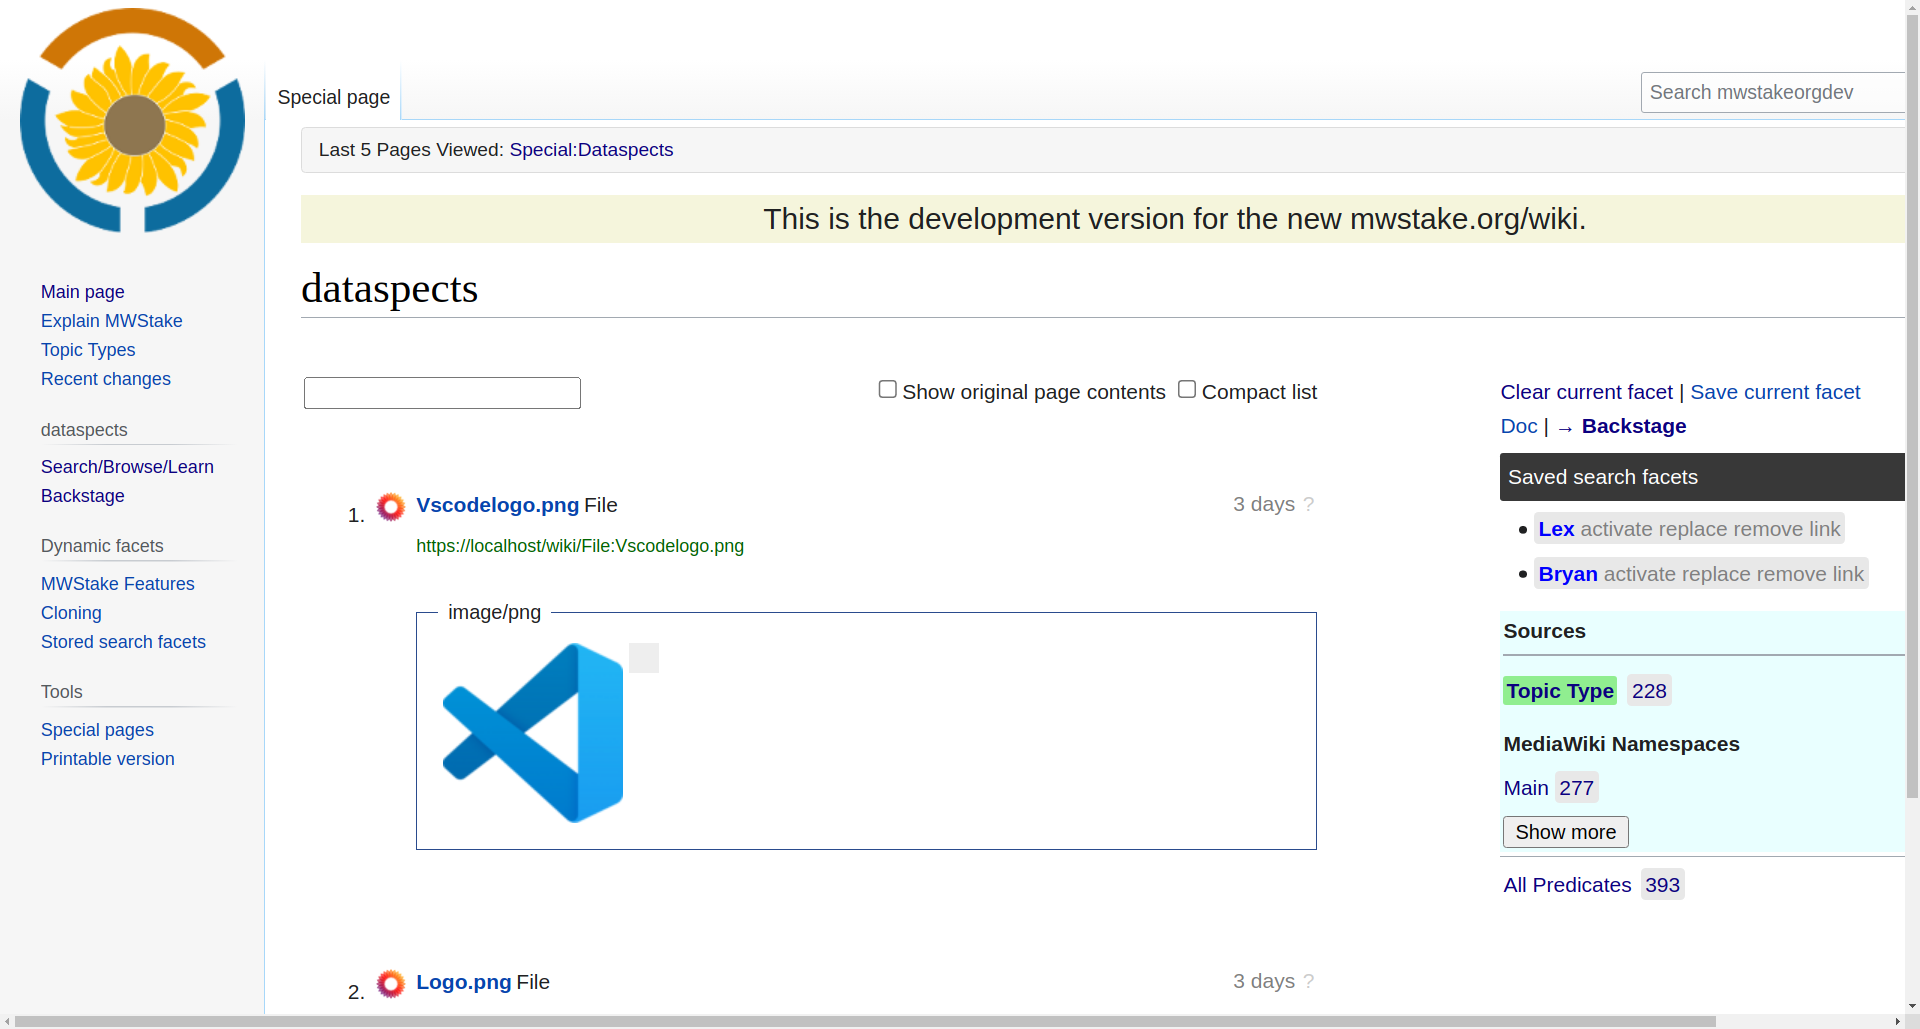 Special page
Search mwstakeorgdev
Last 5 Pages Viewed: Special:Dataspects
This is the development version for the new mwstake.org/wiki.
dataspects
Main page
Explain MWStake
Topic Types
Recent changes
dataspects
Search/Browse/Learn
Backstage
Dynamic facets
MWStake Features
Cloning
Stored search facets
Tools
Special pages
Printable version
Show original page contents Compact list
1. Vscodelogo.png File 3 days ?
https://localhost/wiki/File:Vscodelogo.png
image/png
2. Logo.png File 3 days ?
Clear current facet | Save current facet
Doc | → Backstage
Saved search facets
• Lex activate replace remove link
• Bryan activate replace remove link
Sources
Topic Type 228
MediaWiki Namespaces
Main 277
Show more
All Predicates 393